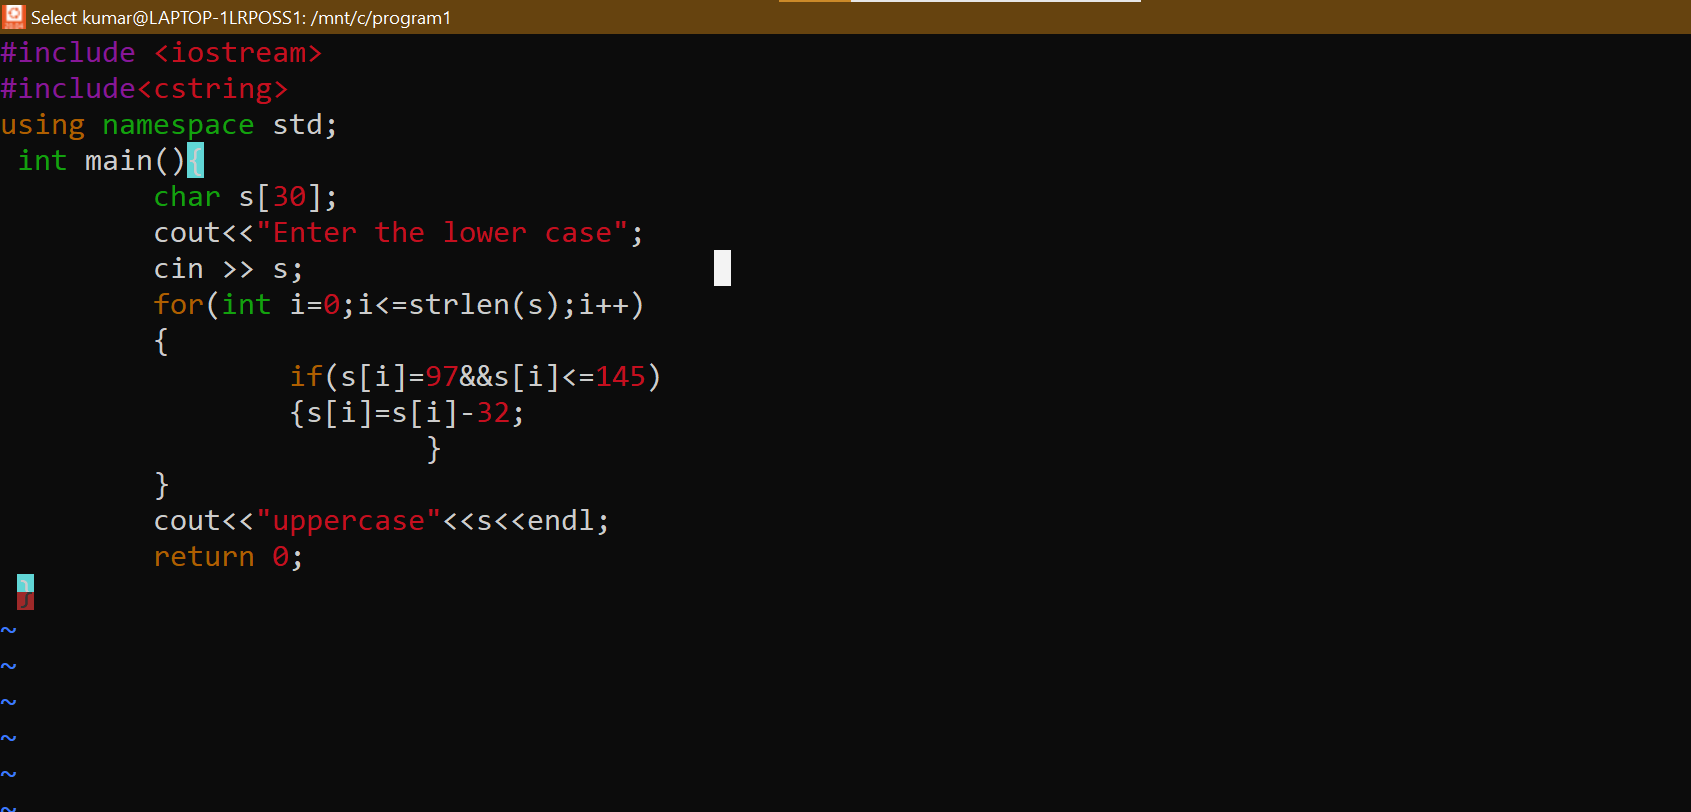 Select kumar@LAPTOP-1LRPOSS1: /mnt/c/program1
#include <iostream>
#include<cstring>
using namespace std;
 int main(){
         char s[30];
         cout<<"Enter the lower case";
         cin >> s;
         for(int i=0;i<=strlen(s);i++)
         {
                 if(s[i]=97&&s[i]<=145)
                 {s[i]=s[i]-32;
                         }
         }
         cout<<"uppercase"<<s<<endl;
         return 0;
 }
~
~
~
~
~
~